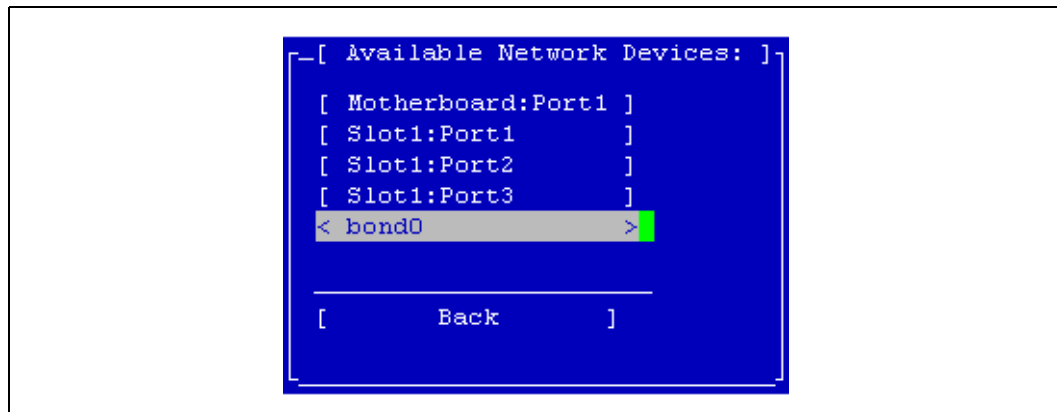 [ Available Network Devices: ]
[ Motherboard:Port1 ]
[ Slot1:Port1 ]
[ Slot1:Port2 ]
[ Slot1:Port3 ]
< bond0 >
[ Back ]